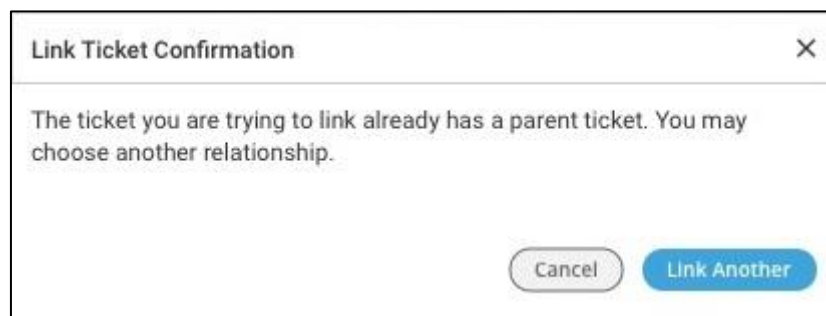 Link Ticket Confirmation
The ticket you are trying to link already has a parent ticket. You may
choose another relationship.
Cancel
Link Another